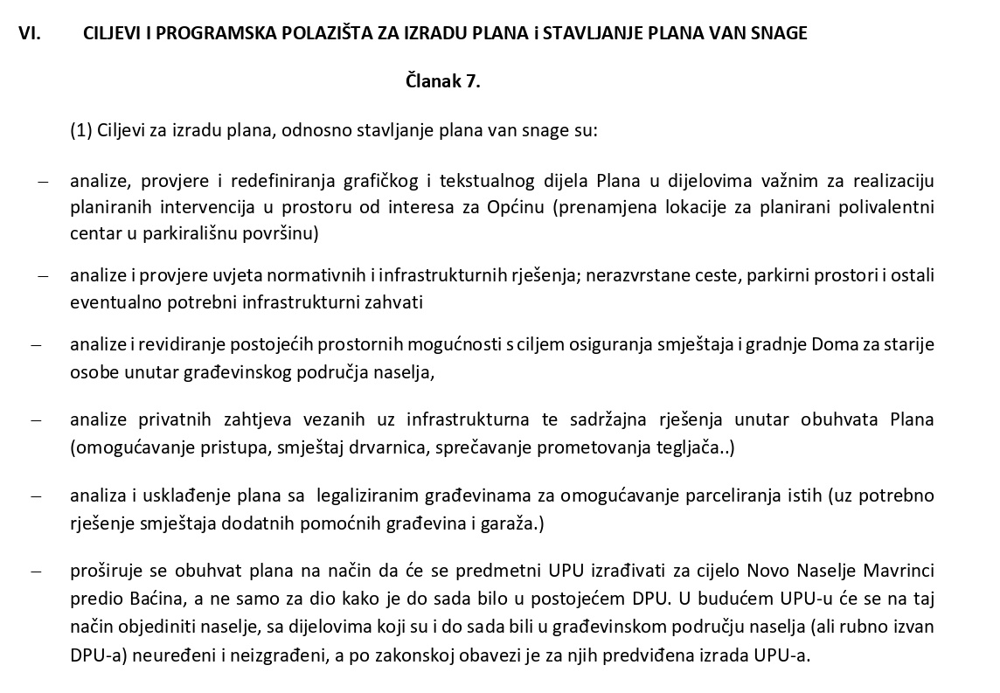 VI. CILJEVI I PROGRAMSKA POLAZIŠTA ZA IZRADU PLANA i STAVLJANJE PLANA VAN SNAGE
Članak 7.
(1) Ciljevi za izradu plana, odnosno stavljanje plana van snage su:
– analize, provjere i redefiniranja grafičkog i tekstualnog dijela Plana u dijelovima važnim za realizaciju
planiranih intervencija u prostoru od interesa za Općinu (prenamjena lokacije za planirani polivalentni
centar u parkirališnu površinu)
– analize i provjere uvjeta normativnih i infrastrukturnih rješenja; nerazvrstane ceste, parkirni prostori i ostali
eventualno potrebni infrastrukturni zahvati
– analize i revidiranje postojećih prostornih mogućnosti s ciljem osiguranja smještaja i gradnje Doma za starije
osobe unutar građevinskog područja naselja,
– analize privatnih zahtjeva vezanih uz infrastrukturna te sadržajna rješenja unutar obuhvata Plana
(omogućavanje pristupa, smještaj drvarnica, sprečavanje prometovanja tegljača..)
– analiza i usklađenje plana sa  legaliziranim građevinama za omogućavanje parceliranja istih (uz potrebno
rješenje smještaja dodatnih pomoćnih građevina i garaža.)
– proširuje se obuhvat plana na način da će se predmetni UPU izrađivati za cijelo Novo Naselje Mavrinci
predio Baćina, a ne samo za dio kako je do sada bilo u postojećem DPU. U budućem UPU-u će se na taj
način objediniti naselje, sa dijelovima koji su i do sada bili u građevinskom području naselja (ali rubno izvan
DPU-a) neuređeni i neizgrađeni, a po zakonskoj obavezi je za njih predviđena izrada UPU-a.